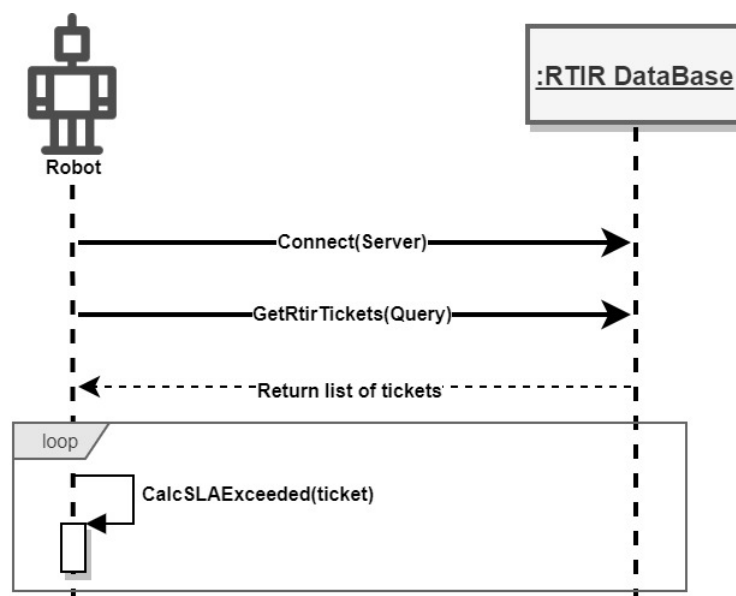 :RTIR DataBase
Robot
Connect(Server)
GetRtirTickets(Query)
Return list of tickets
loop
CalcSLAExceeded(ticket)